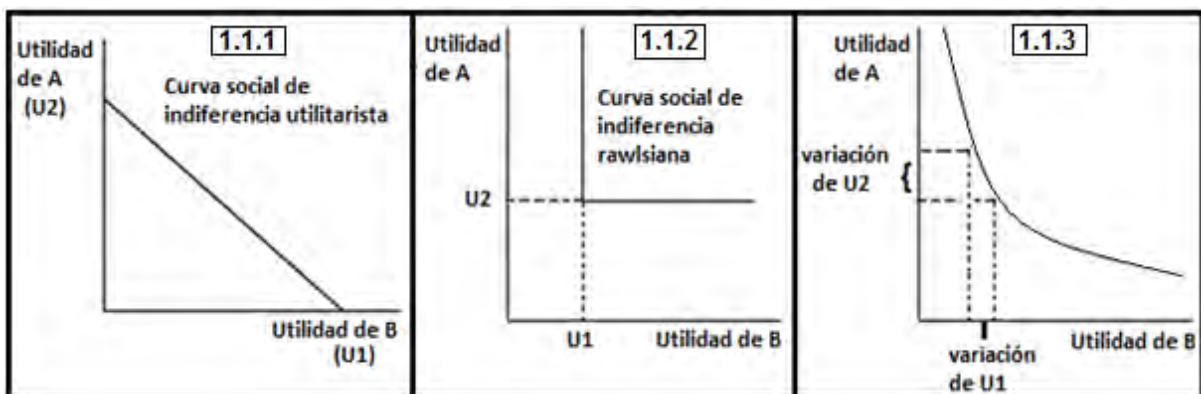 1.1.1
Utilidad
de A
(U2)
Curva social de
indiferencia utilitarista
Utilidad de B
(U1)
1.1.2
Utilidad
de A
Curva social de
indiferencia
rawlsiana
U2
U1
Utilidad de B
1.1.3
Utilidad
de A
variación
de U2
{
Utilidad de B
variación
de U1